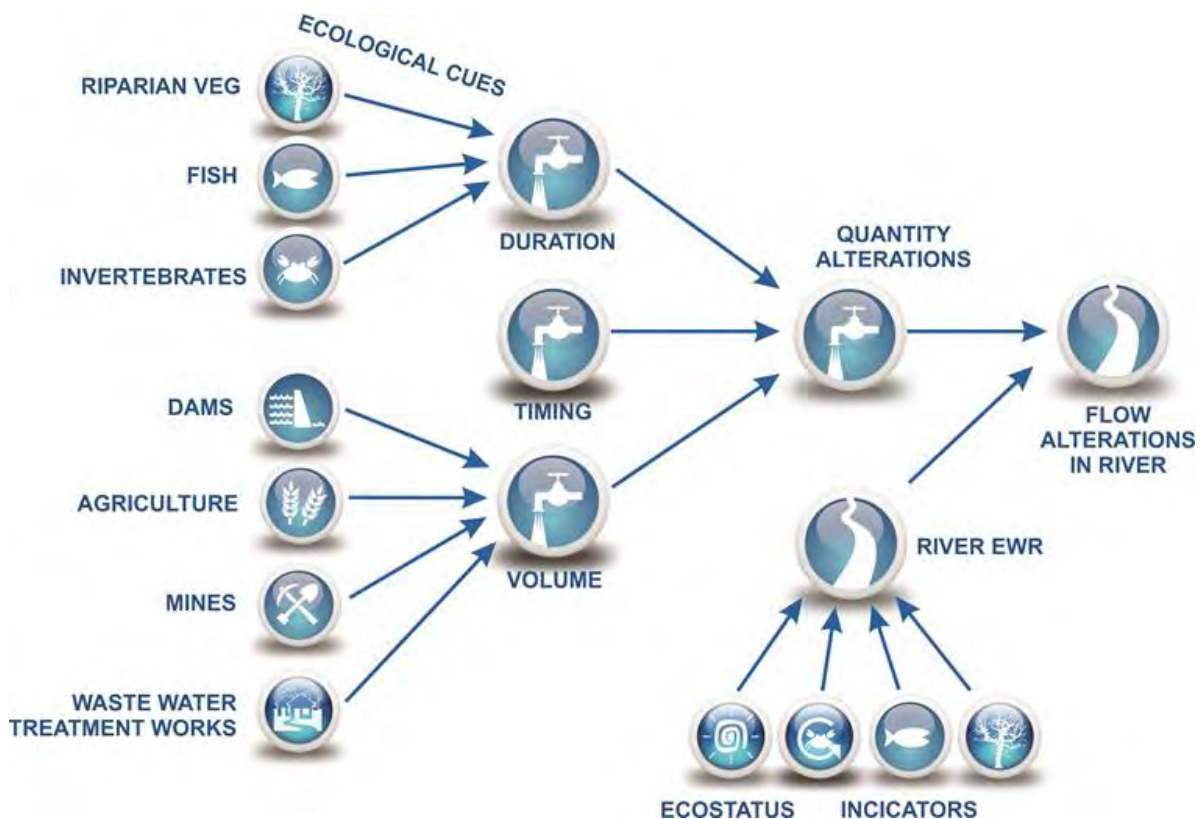 ECOLOGICAL CUES
RIPARIAN VEG
FISH
INVERTEBRATES
DURATION
QUANTITY
ALTERATIONS
TIMING
DAMS
AGRICULTURE
MINES
WASTE WATER
TREATMENT WORKS
VOLUME
FLOW
ALTERATIONS
IN RIVER
RIVER EWR
ECOSTATUS
INCICATORS